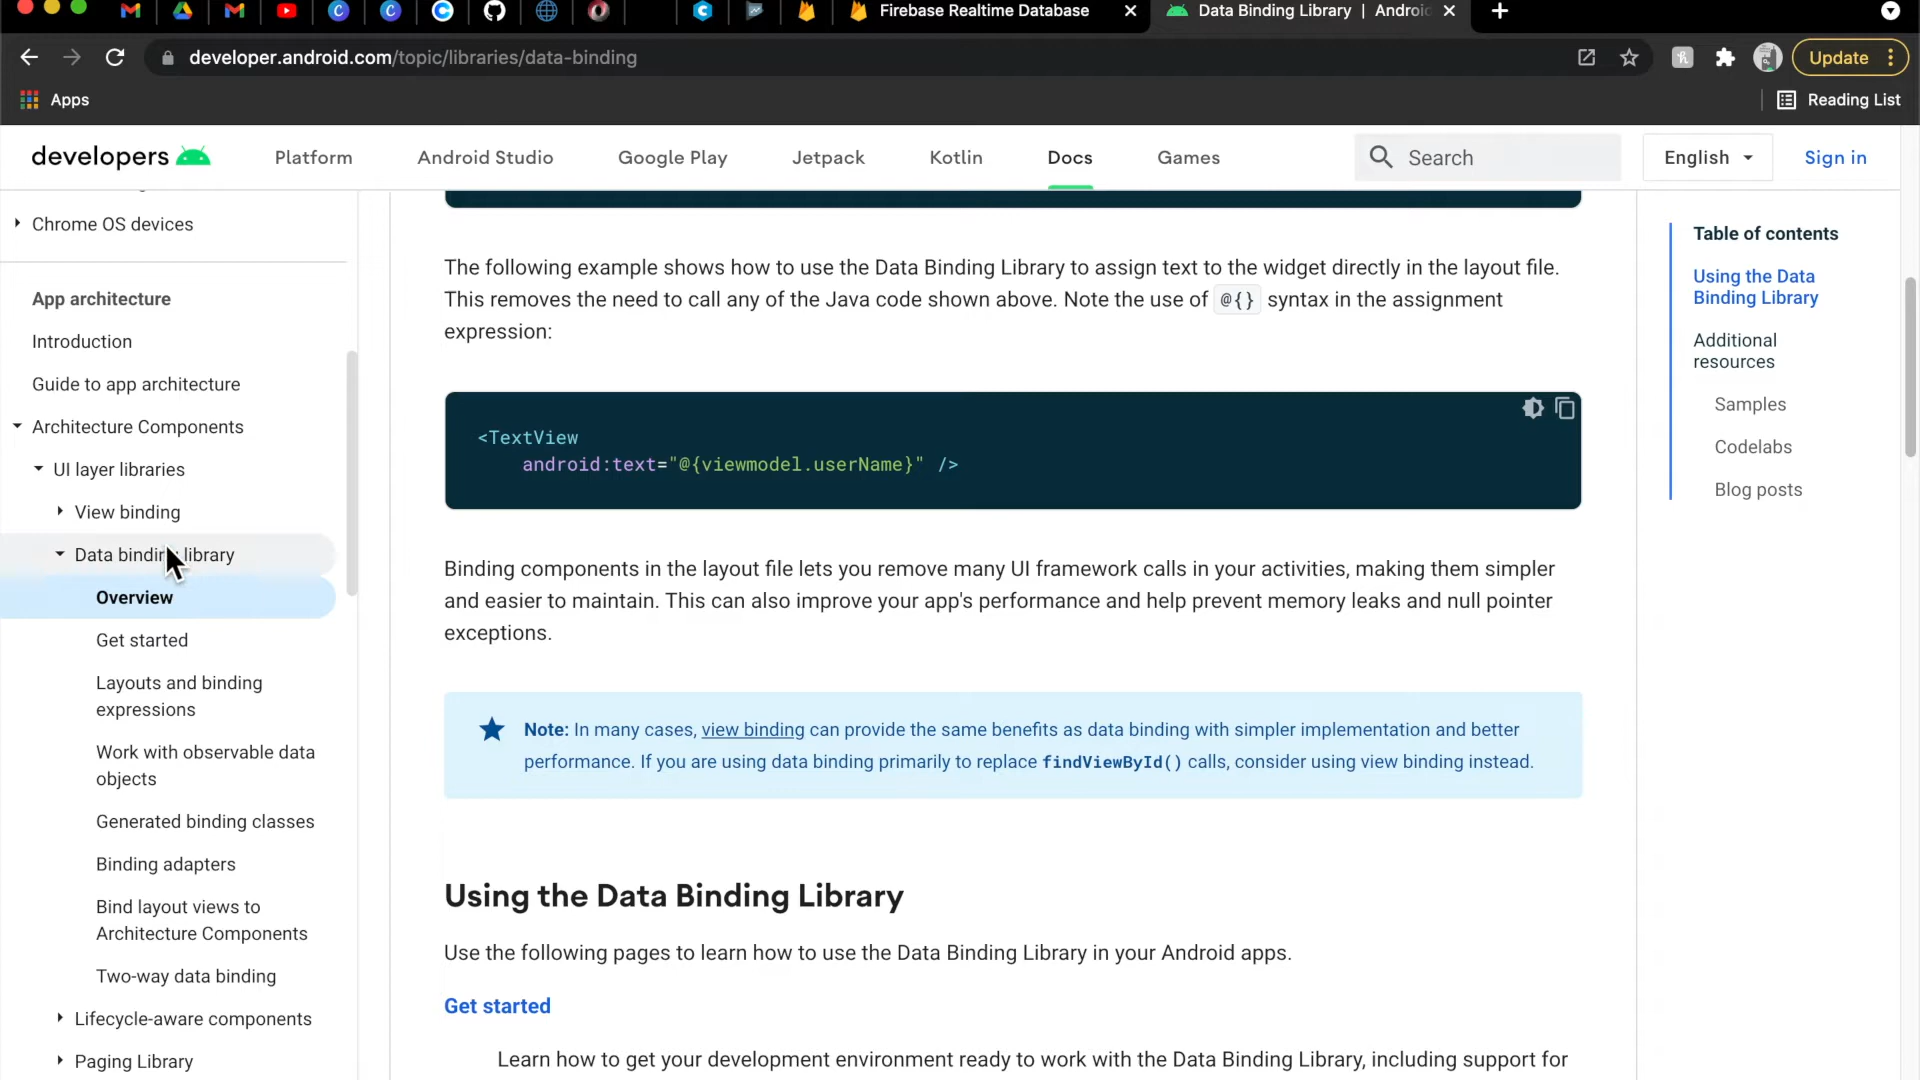 Firebase Realtime Database
Data Binding Library | Androi
developer.android.com/topic/libraries/data-binding
Update
Apps
Reading List
developers
Platform
Android Studio
Google Play
Jetpack
Kotlin
Docs
Games
Search
English
Sign in
Chrome OS devices
App architecture
Introduction
Guide to app architecture
Architecture Components
UI layer libraries
View binding
Data binding library
Overview
Get started
Layouts and binding
expressions
Work with observable data
objects
Generated binding classes
Binding adapters
Bind layout views to
Architecture Components
Two-way data binding
Lifecycle-aware components
Paging Library
The following example shows how to use the Data Binding Library to assign text to the widget directly in the layout file.
This removes the need to call any of the Java code shown above. Note the use of @{} syntax in the assignment
expression:
<TextView
android:text="@{viewmodel.userName}" />
Binding components in the layout file lets you remove many UI framework calls in your activities, making them simpler
and easier to maintain. This can also improve your app's performance and help prevent memory leaks and null pointer
exceptions.
Note: In many cases, view binding can provide the same benefits as data binding with simpler implementation and better
performance. If you are using data binding primarily to replace findViewById() calls, consider using view binding instead.
Using the Data Binding Library
Use the following pages to learn how to use the Data Binding Library in your Android apps.
Get started
Learn how to get your development environment ready to work with the Data Binding Library, including support for
Table of contents
Using the Data
Binding Library
Additional
resources
Samples
Codelabs
Blog posts